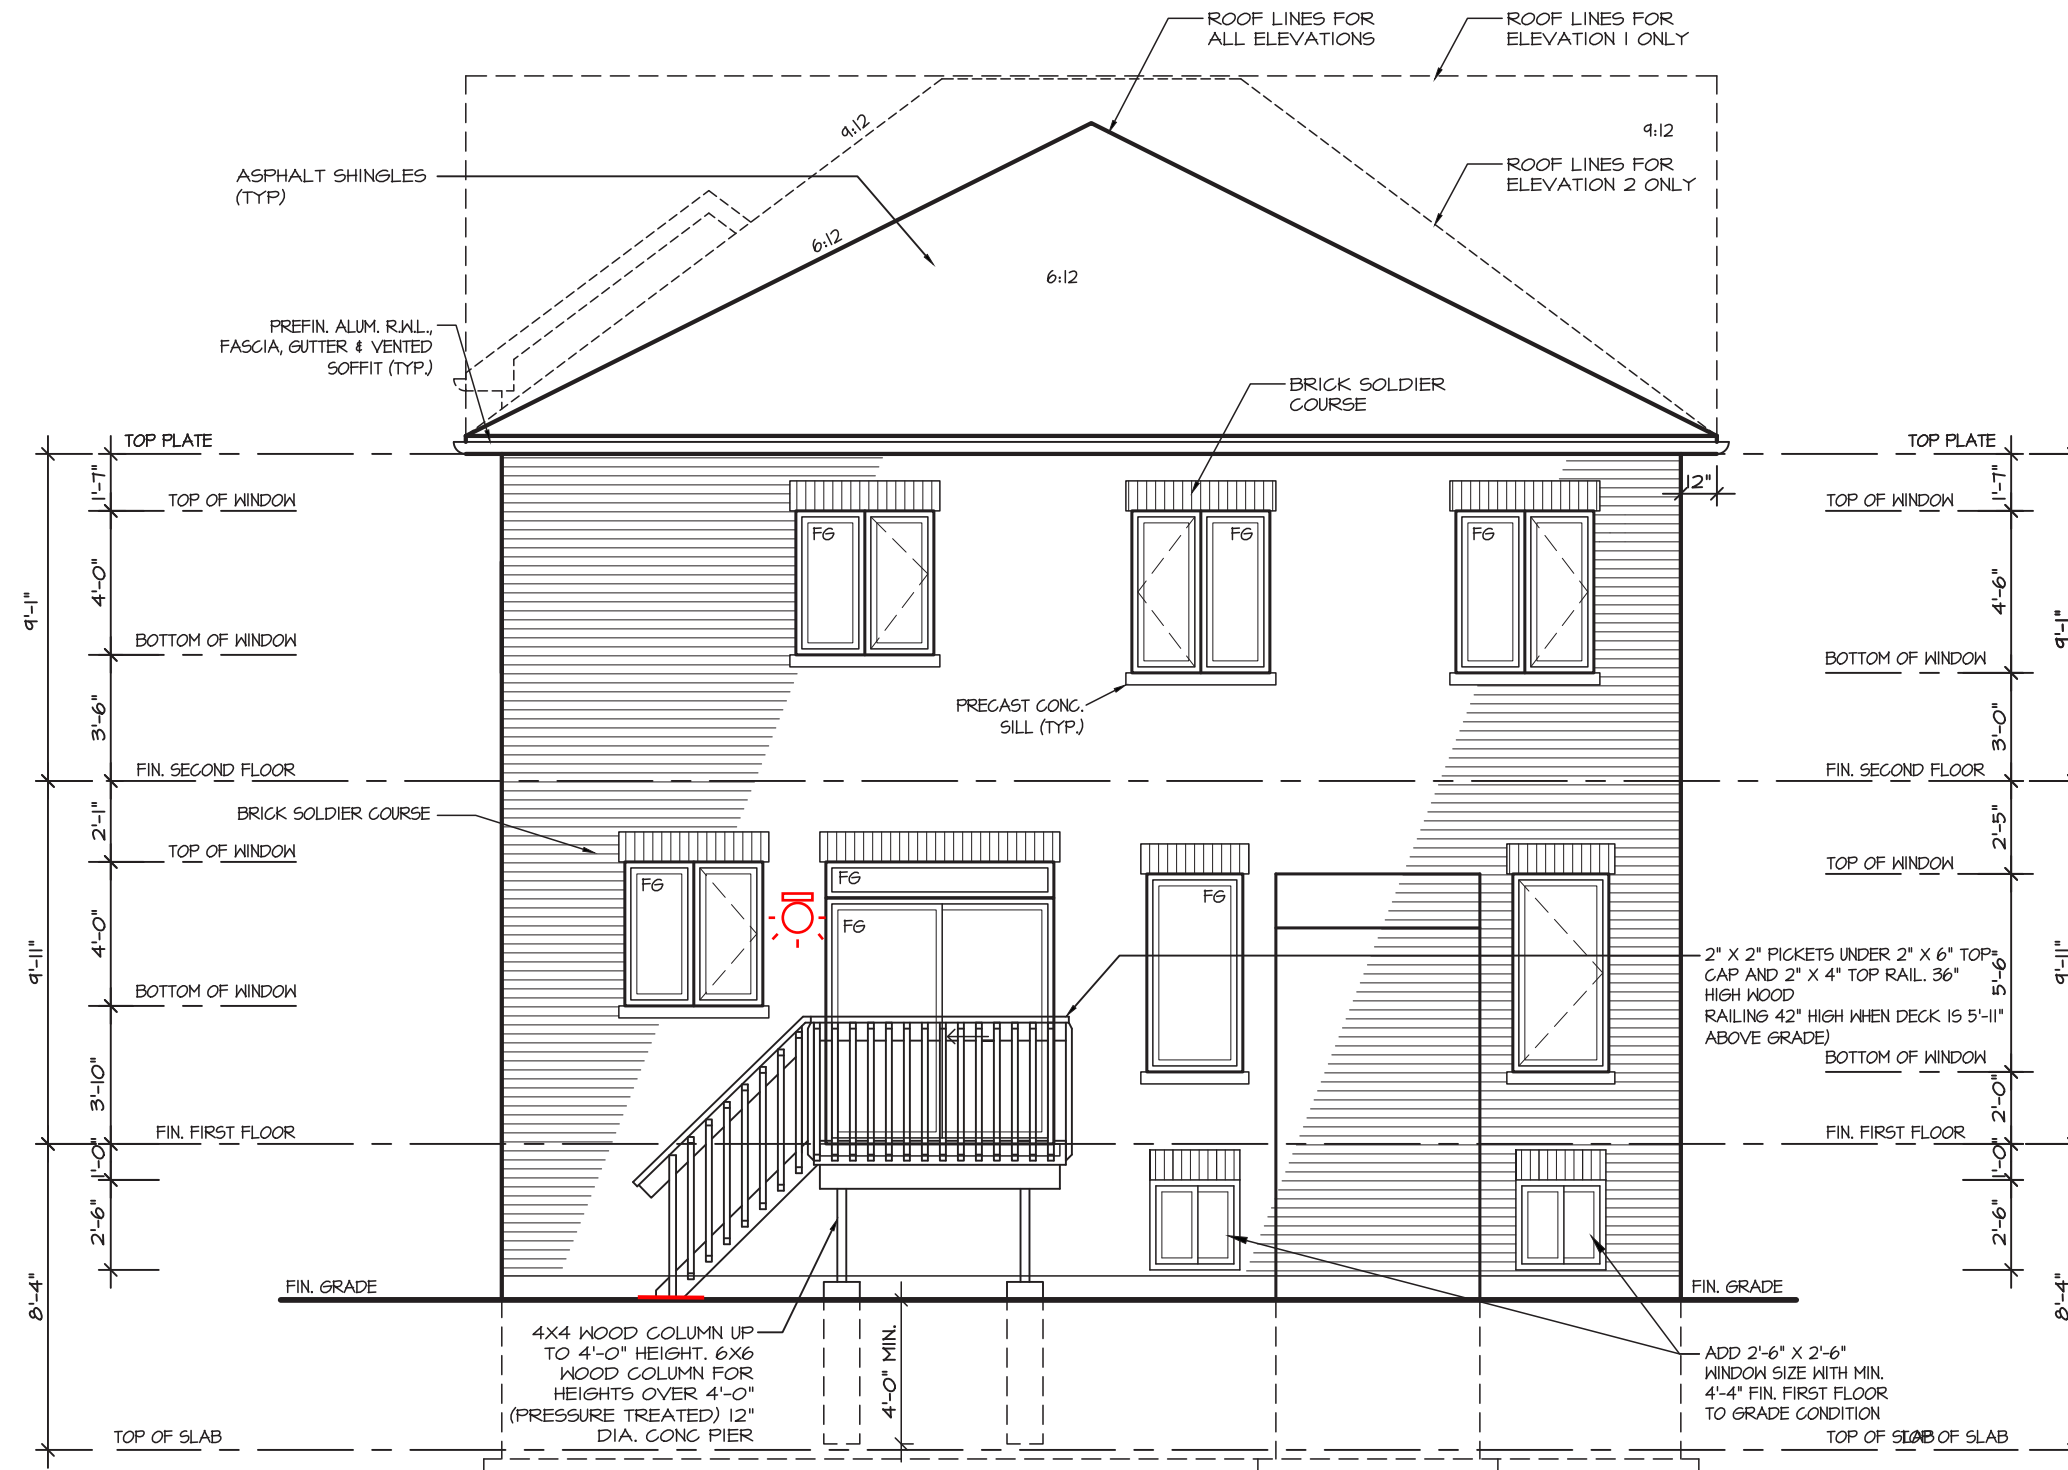 ROOF LINES FOR
ALL ELEVATIONS
ROOF LINES FOR
ELEVATION 1 ONLY
9:12
9:12
ROOF LINES FOR
ELEVATION 2 ONLY
ASPHALT SHINGLES
(TYP)
6:12
6:12
PREFIN. ALUM. R.W.L.,
FASCIA, GUTTER & VENTED
SOFFIT (TYP.)
BRICK SOLDIER
COURSE
TOP PLATE
TOP PLATE
1'-7"
TOP OF WINDOW
12"
TOP OF WINDOW
1'-7"
FG
FG
FG
4'-0"
4'-6"
9'-1"
9'-1"
BOTTOM OF WINDOW
BOTTOM OF WINDOW
PRECAST CONC.
SILL (TYP.)
3'-6"
3'-0"
FIN. SECOND FLOOR
FIN. SECOND FLOOR
BRICK SOLDIER COURSE
2'-1"
2'-5"
TOP OF WINDOW
TOP OF WINDOW
FG
FG
FG
FG
4'-0"
9'-11"
9'-11"
5'-6"
2" X 2" PICKETS UNDER 2" X 6" TOP
CAP AND 2" X 4" TOP RAIL. 36"
HIGH WOOD
RAILING 42" HIGH WHEN DECK IS 5'-11"
ABOVE GRADE)
BOTTOM OF WINDOW
BOTTOM OF WINDOW
3'-10"
2'-0"
FIN. FIRST FLOOR
FIN. FIRST FLOOR
1'-0"
1'-0"
2'-6"
2'-6"
FIN. GRADE
FIN. GRADE
8'-4"
8'-4"
4X4 WOOD COLUMN UP
TO 4'-0" HEIGHT. 6X6
WOOD COLUMN FOR
HEIGHTS OVER 4'-0"
(PRESSURE TREATED) 12"
DIA. CONC PIER
4'-0" MIN.
ADD 2'-6" X 2'-6"
WINDOW SIZE WITH MIN.
4'-4" FIN. FIRST FLOOR
TO GRADE CONDITION
TOP OF SLAB
TOP OF SLAB
TOP OF SLAB